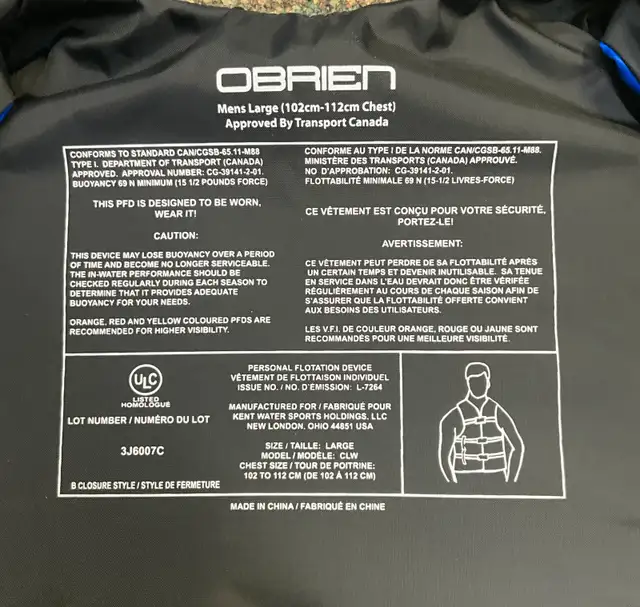 OBRIEN
Mens Large (102cm-112cm Chest)
Approved By Transport Canada
CONFORMS TO STANDARD CAN/CGSB-65.11-M88
TYPE I. DEPARTMENT OF TRANSPORT (CANADA)
APPROVED. APPROVAL NUMBER: CG-39141-2-01.
BUOYANCY 69 N MINIMUM (15 1/2 POUNDS FORCE)
THIS PFD IS DESIGNED TO BE WORN,
WEAR IT!
CAUTION:
THIS DEVICE MAY LOSE BUOYANCY OVER A PERIOD
OF TIME AND BECOME NO LONGER SERVICEABLE.
THE IN-WATER PERFORMANCE SHOULD BE
CHECKED REGULARLY DURING EACH SEASON TO
DETERMINE THAT IT PROVIDES ADEQUATE
BUOYANCY FOR YOUR NEEDS.
ORANGE, RED AND YELLOW COLOURED PFDS ARE
RECOMMENDED FOR HIGHER VISIBILITY.
CONFORME AU TYPE I DE LA NORME CAN/CGSB-65.11-M88.
MINISTÈRE DES TRANSPORTS (CANADA) APPROUVÉ.
NO D'APPROBATION: CG-39141-2-01.
FLOTTABILITÉ MINIMALE 69 N (15-1/2 LIVRES-FORCE)
CE VÊTEMENT EST CONÇU POUR VOTRE SÉCURITÉ,
PORTEZ-LE!
AVERTISSEMENT:
CE VÊTEMENT PEUT PERDRE DE SA FLOTTABILITÉ APRÈS
UN CERTAIN TEMPS ET DEVENIR INUTILISABLE. SA TENUE
EN SERVICE DANS L'EAU DEVRAIT DONC ÊTRE VÉRIFIÉE
RÉGULIÈREMENT AU COURS DE CHAQUE SAISON AFIN DE
S'ASSURER QUE LA FLOTTABILITÉ OFFERTE CONVIENT
AUX BESOINS DES UTILISATEURS.
LES V.F.I. DE COULEUR ORANGE, ROUGE OU JAUNE SONT
RECOMMANDÉS POUR UNE MEILLEURE VISIBILITÉ.
ULC
LISTED
HOMOLOGUÉ
LOT NUMBER / NUMÉRO DU LOT
3J6007C
B CLOSURE STYLE / STYLE DE FERMETURE
PERSONAL FLOTATION DEVICE
VÊTEMENT DE FLOTTAISON INDIVIDUEL
ISSUE NO. / NO. D'ÉMISSION: L-7264
MANUFACTURED FOR / FABRIQUÉ POUR
KENT WATER SPORTS HOLDINGS, LLC
NEW LONDON, OHIO 44851 USA
SIZE / TAILLE: LARGE
MODEL / MODÈLE: CLW
CHEST SIZE / TOUR DE POITRINE:
102 TO 112 CM (DE 102 À 112 CM)
MADE IN CHINA / FABRIQUÉ EN CHINE